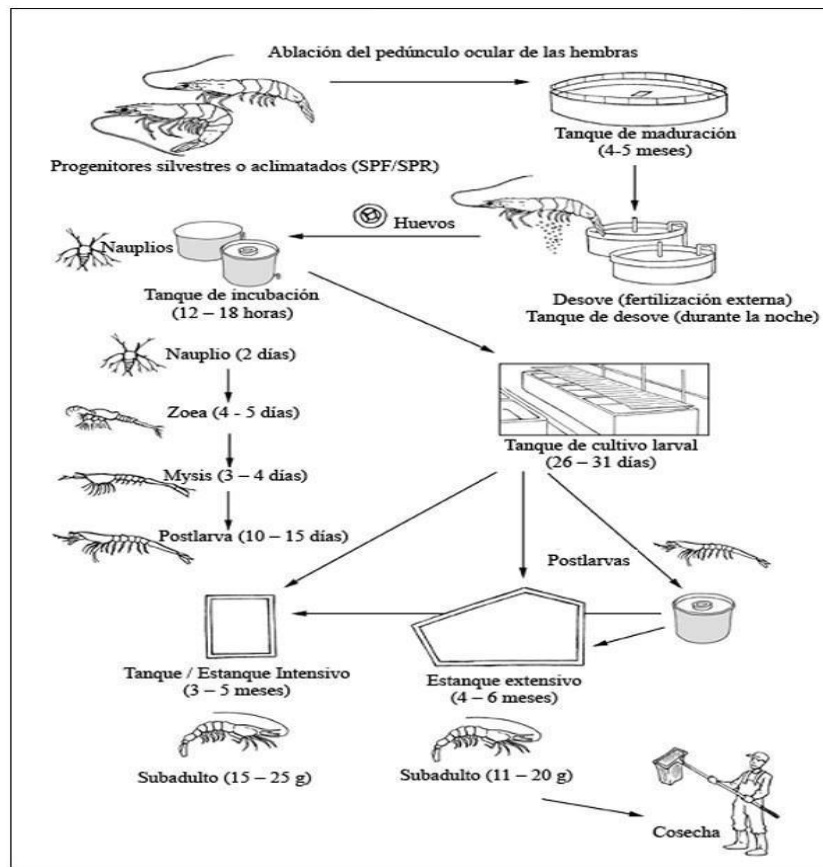 Ablación del pedúnculo ocular de las hembras
Tanque de maduración
(4-5 meses)
Progenitores silvestres o aclimatados (SPF/SPR)
Huevos
Nauplios
Tanque de incubación
(12 – 18 horas)
Desove (fertilización externa)
Tanque de desove (durante la noche)
Nauplio (2 días)
Zoea (4 - 5 días)
Mysis (3 – 4 días)
Postlarva (10 – 15 días)
Tanque de cultivo larval
(26 – 31 días)
Postlarvas
Tanque / Estanque Intensivo
(3 – 5 meses)
Estanque extensivo
(4 – 6 meses)
Subadulto (15 – 25 g)
Subadulto (11 – 20 g)
Cosecha